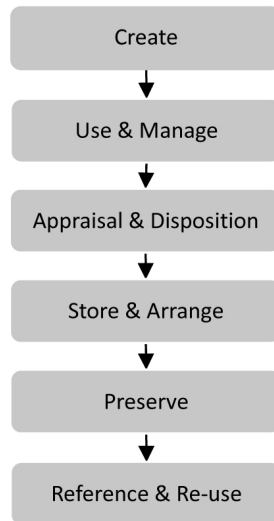 Create
Use & Manage
Appraisal & Disposition
Store & Arrange
Preserve
Reference & Re-use